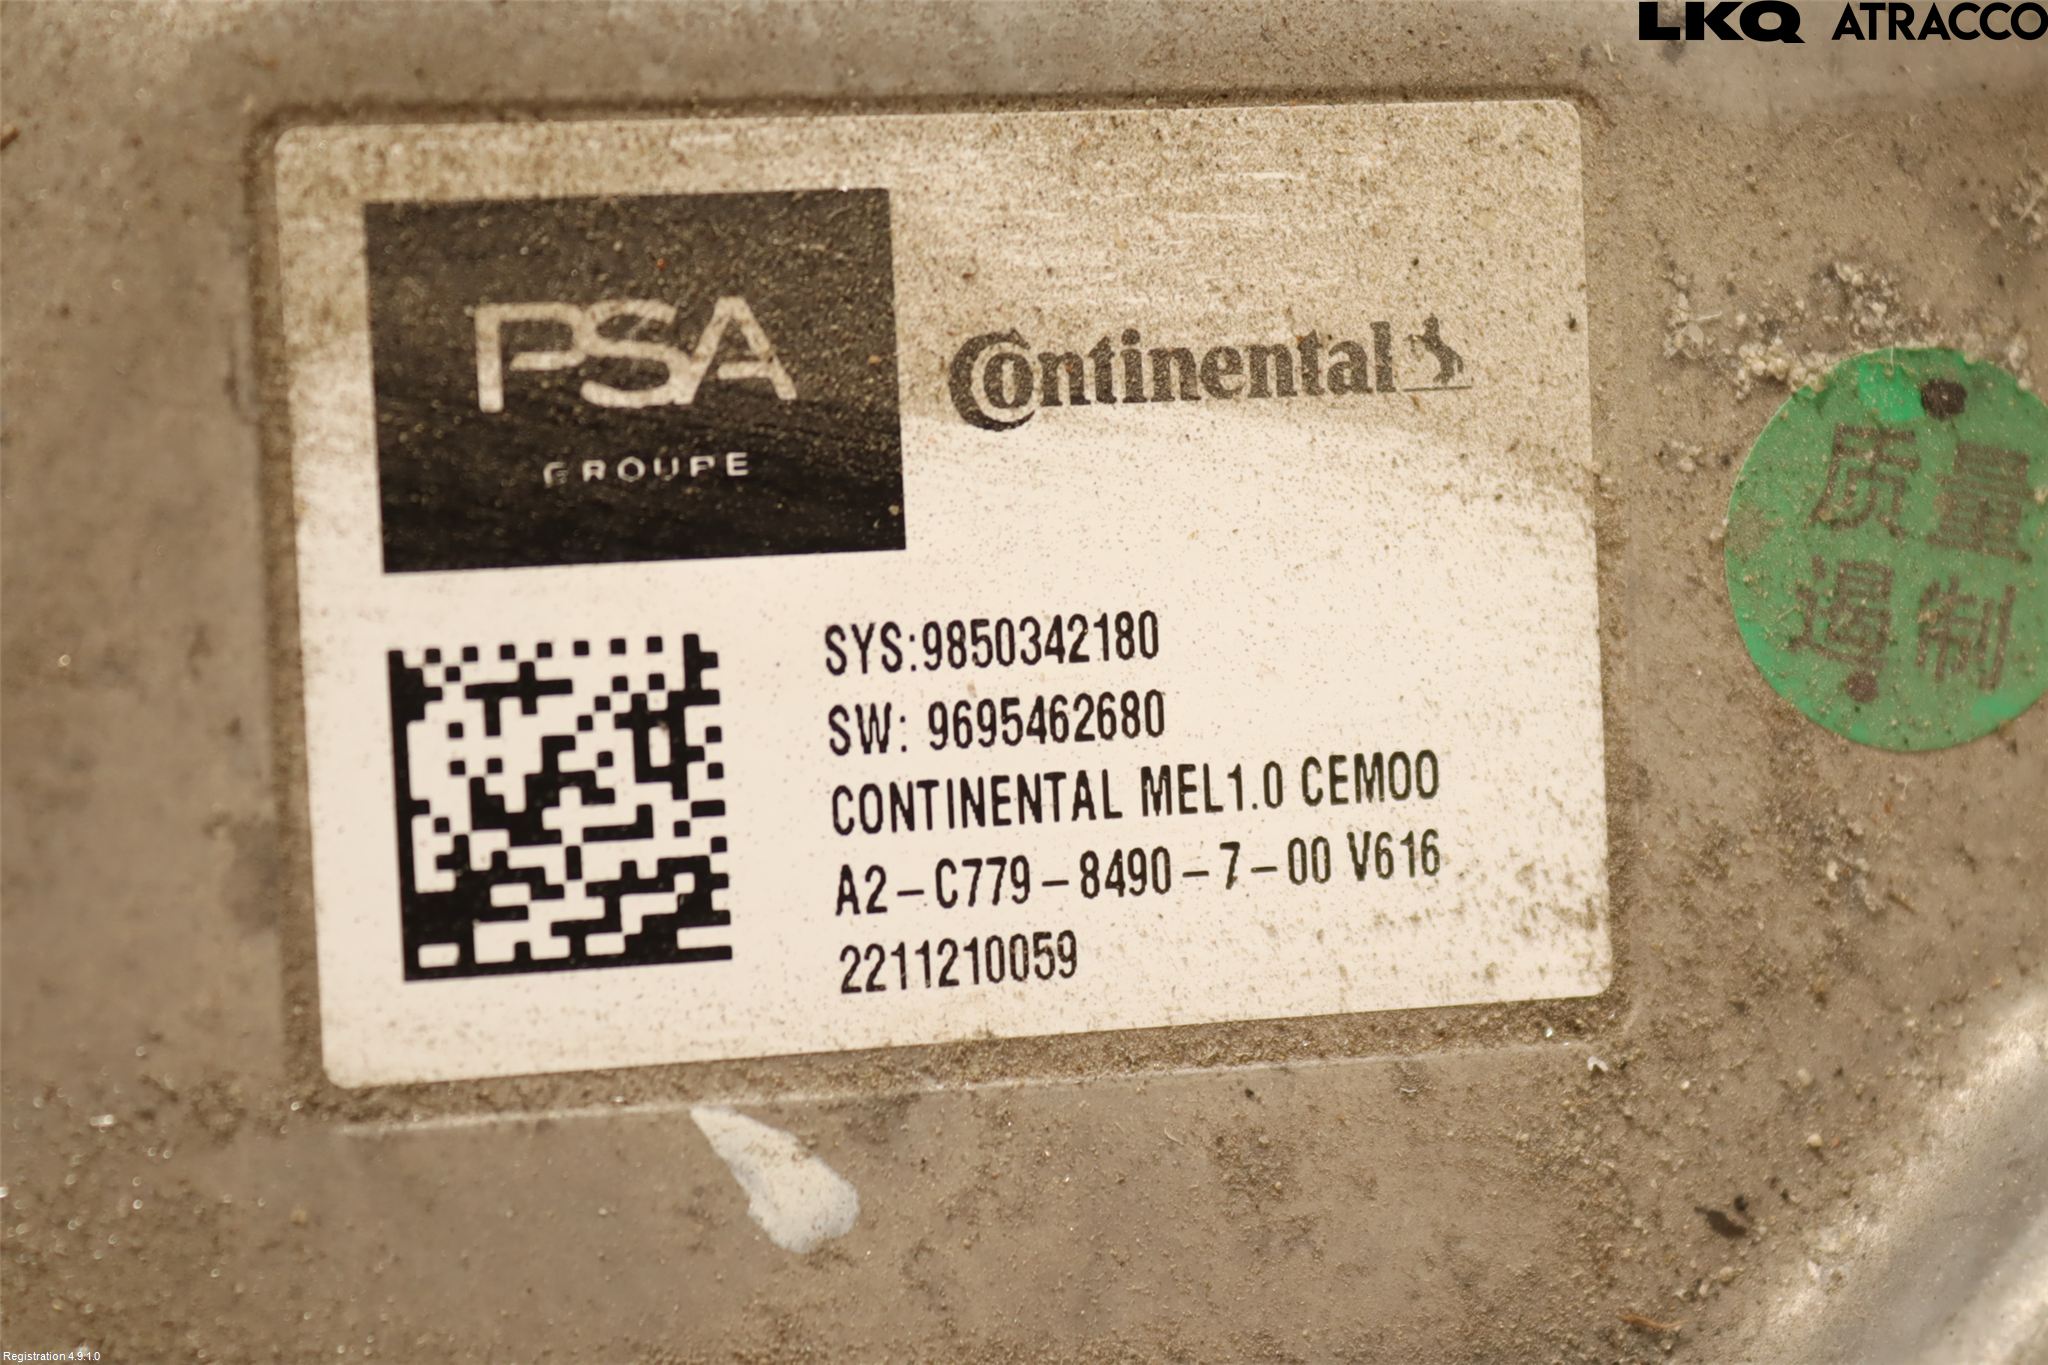 LKQ ATRACCO
PSA
GROUPE
Continental
SYS:9850342180
SW: 9695462680
CONTINENTAL MEL1.0 CEMOO
A2-C779-8490-7-00 V616
2211210059
质量
遏制
Registration 4.9.1.0